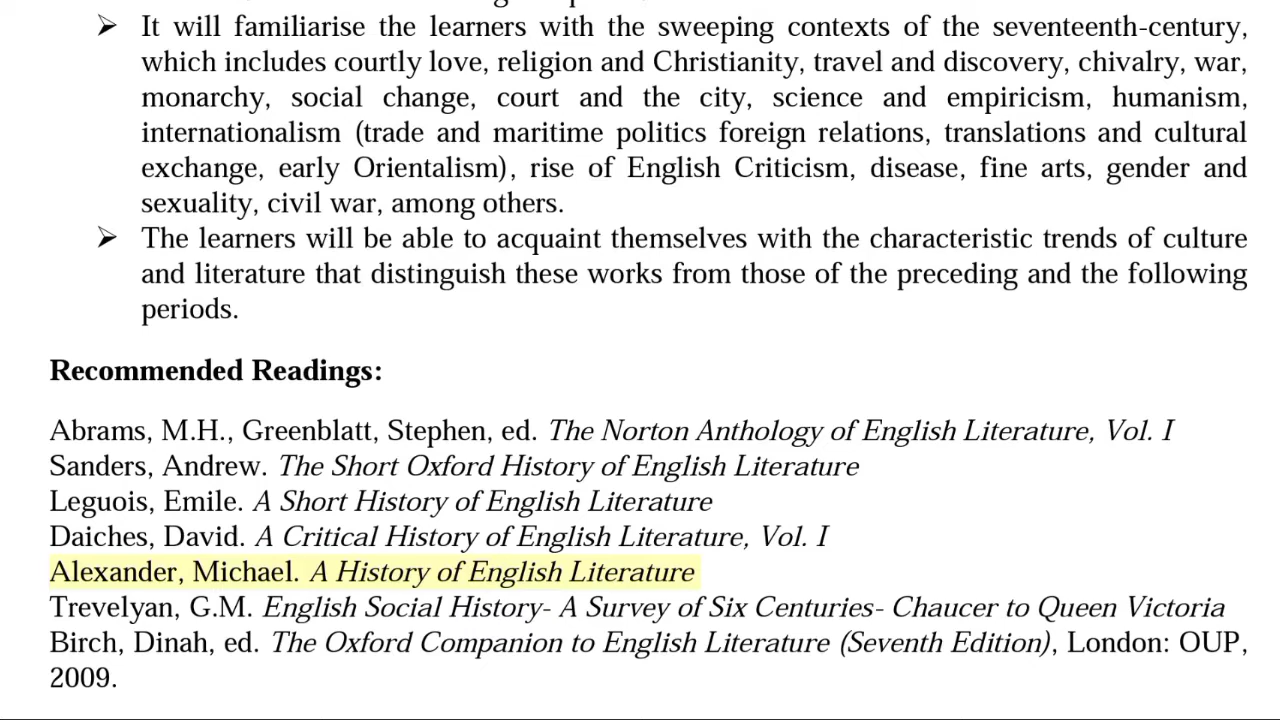 ➢ It will familiarise the learners with the sweeping contexts of the seventeenth-century,
which includes courtly love, religion and Christianity, travel and discovery, chivalry, war,
monarchy, social change, court and the city, science and empiricism, humanism,
internationalism (trade and maritime politics foreign relations, translations and cultural
exchange, early Orientalism), rise of English Criticism, disease, fine arts, gender and
sexuality, civil war, among others.
➢ The learners will be able to acquaint themselves with the characteristic trends of culture
and literature that distinguish these works from those of the preceding and the following
periods.
Recommended Readings:
Abrams, M.H., Greenblatt, Stephen, ed. The Norton Anthology of English Literature, Vol. I
Sanders, Andrew. The Short Oxford History of English Literature
Leguois, Emile. A Short History of English Literature
Daiches, David. A Critical History of English Literature, Vol. I
Alexander, Michael. A History of English Literature
Trevelyan, G.M. English Social History- A Survey of Six Centuries- Chaucer to Queen Victoria
Birch, Dinah, ed. The Oxford Companion to English Literature (Seventh Edition), London: OUP,
2009.